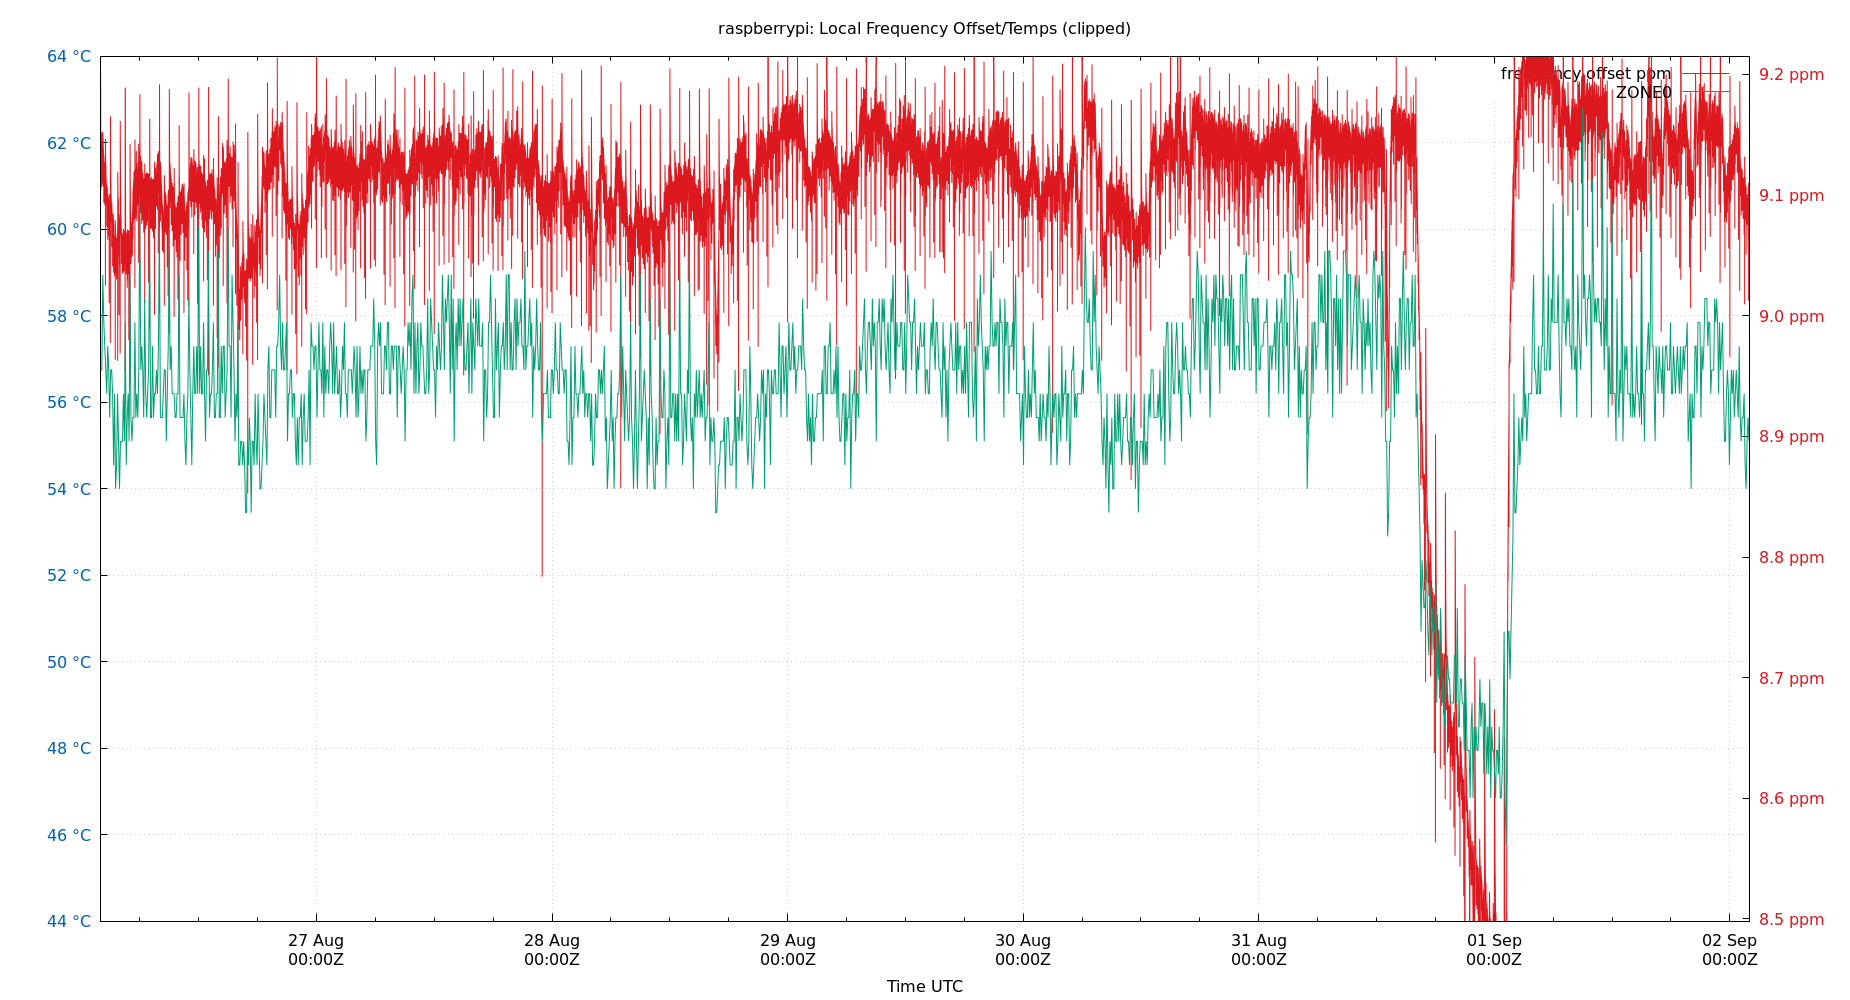 raspberrypi: Local Frequency Offset/Temps (clipped)
64 °C
62 °C
60 °C
58 °C
56 °C
54 °C
52 °C
50 °C
48 °C
46 °C
44 °C
frequency offset ppm
ZONE0
9.2 ppm
9.1 ppm
9.0 ppm
8.9 ppm
8.8 ppm
8.7 ppm
8.6 ppm
8.5 ppm
27 Aug
00:00Z
28 Aug
00:00Z
29 Aug
00:00Z
30 Aug
00:00Z
31 Aug
00:00Z
01 Sep
00:00Z
02 Sep
00:00Z
Time UTC